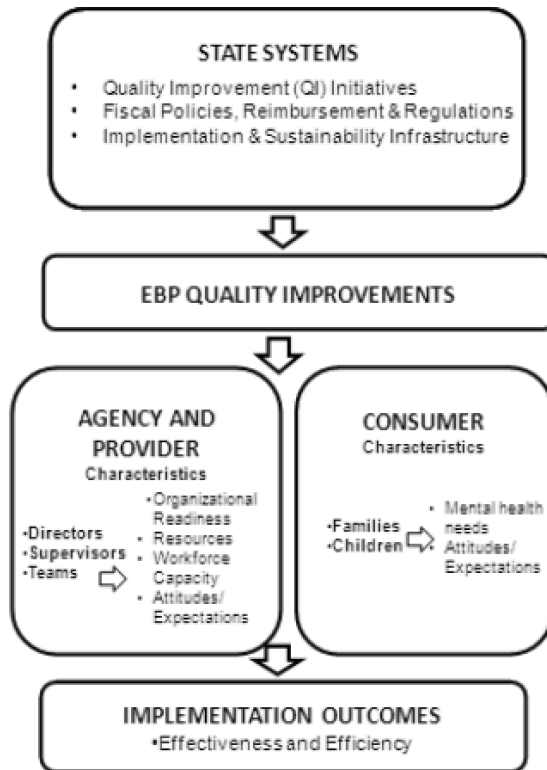 STATE SYSTEMS
• Quality Improvement (QI) Initiatives
• Fiscal Policies, Reimbursement & Regulations
• Implementation & Sustainability Infrastructure
EBP QUALITY IMPROVEMENTS
AGENCY AND
PROVIDER
Characteristics
•Directors
•Supervisors
•Teams
•Organizational
Readiness
• Resources
• Workforce
Capacity
• Attitudes/
Expectations
CONSUMER
Characteristics
•Families
•Children
• Mental health
needs
• Attitudes/
Expectations
IMPLEMENTATION OUTCOMES
•Effectiveness and Efficiency